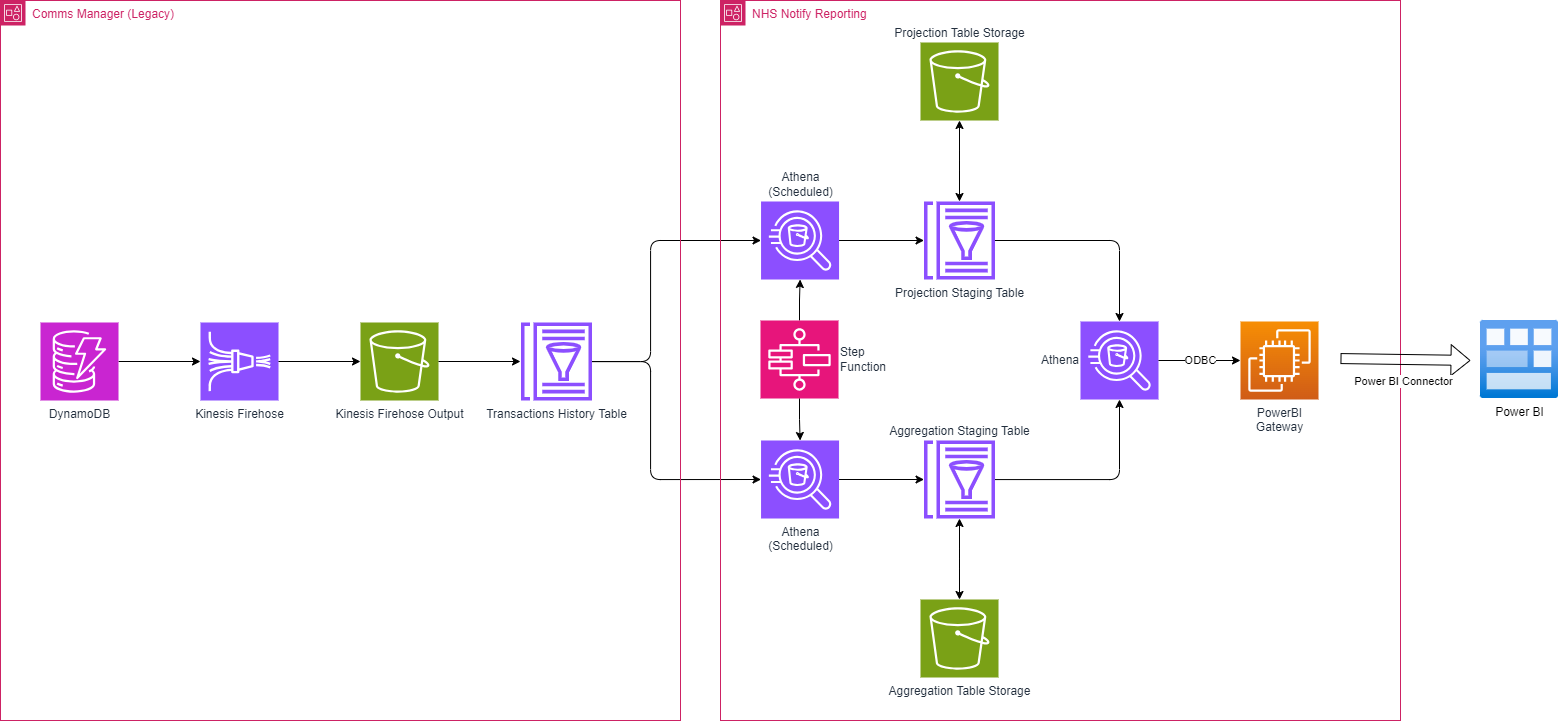 Comms Manager (Legacy)
NHS Notify Reporting
Projection Table Storage
Athena
(Scheduled)
Projection Staging Table
Step
Function
Athena
ODBC
Power BI Connector
DynamoDB
Kinesis Firehose
Kinesis Firehose Output
Transactions History Table
PowerBI
Gateway
Power BI
Aggregation Staging Table
Athena
(Scheduled)
Aggregation Table Storage